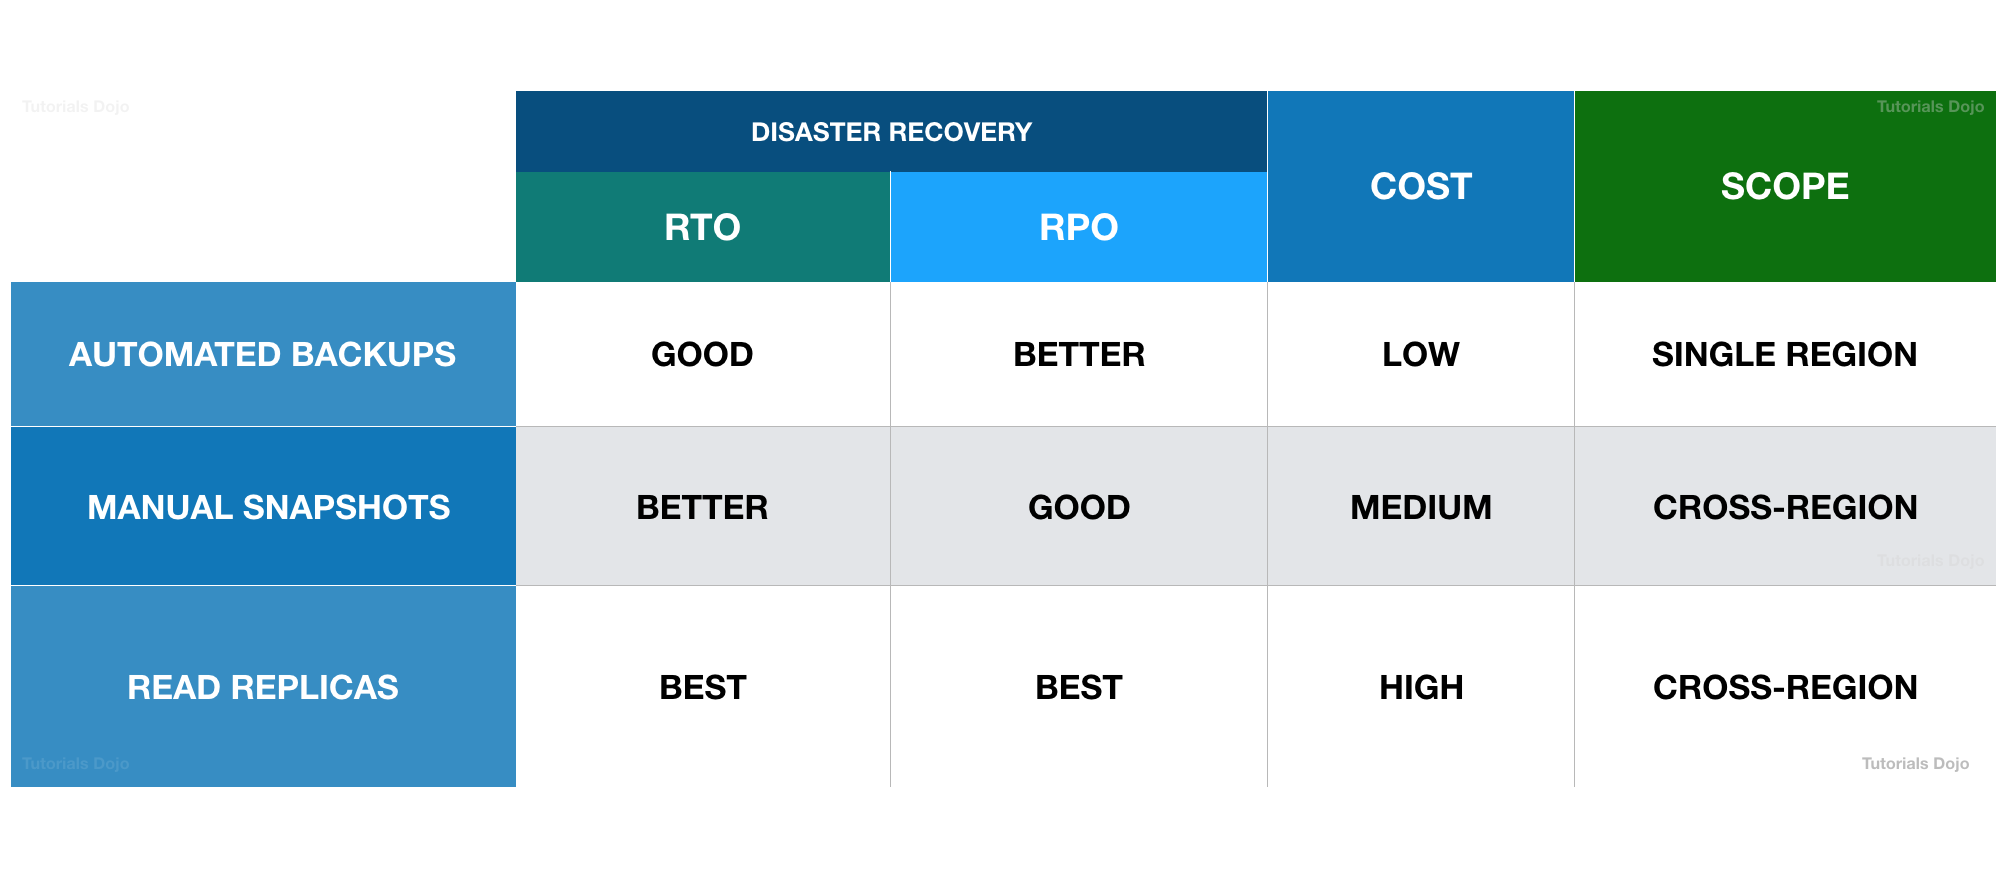 Tutorials Dojo
Tutorials Dojo
DISASTER RECOVERY
COST
SCOPE
RTO
RPO
AUTOMATED BACKUPS
GOOD
BETTER
LOW
SINGLE REGION
MANUAL SNAPSHOTS
BETTER
GOOD
MEDIUM
CROSS-REGION
Tutorials Dojo
READ REPLICAS
BEST
BEST
HIGH
CROSS-REGION
Tutorials Dojo
Tutorials Dojo